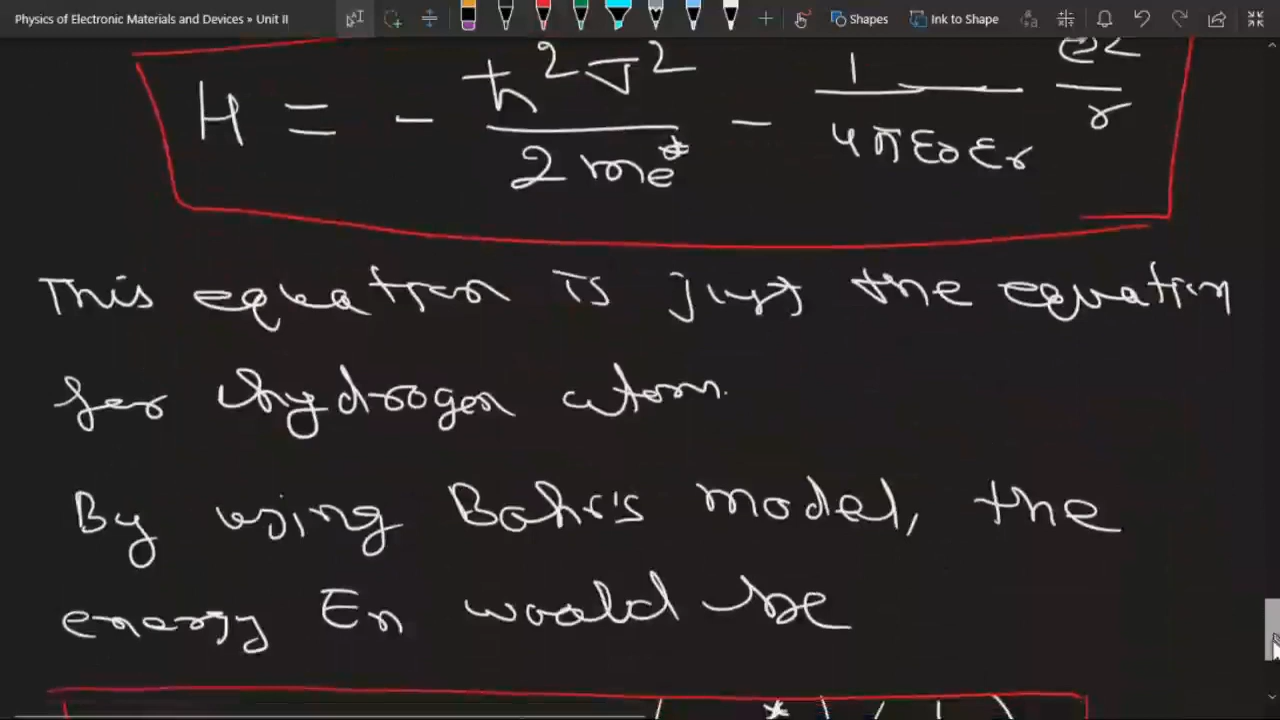 Physics of Electronic Materials and Devices » Unit II
Shapes
Ink to Shape
H = - ħ²∇² / 2me* - 1 / 4πε0εr e2 / r
This equation is just the equation
for hydrogen atom.
By using Bohr's model, the
energy En would be